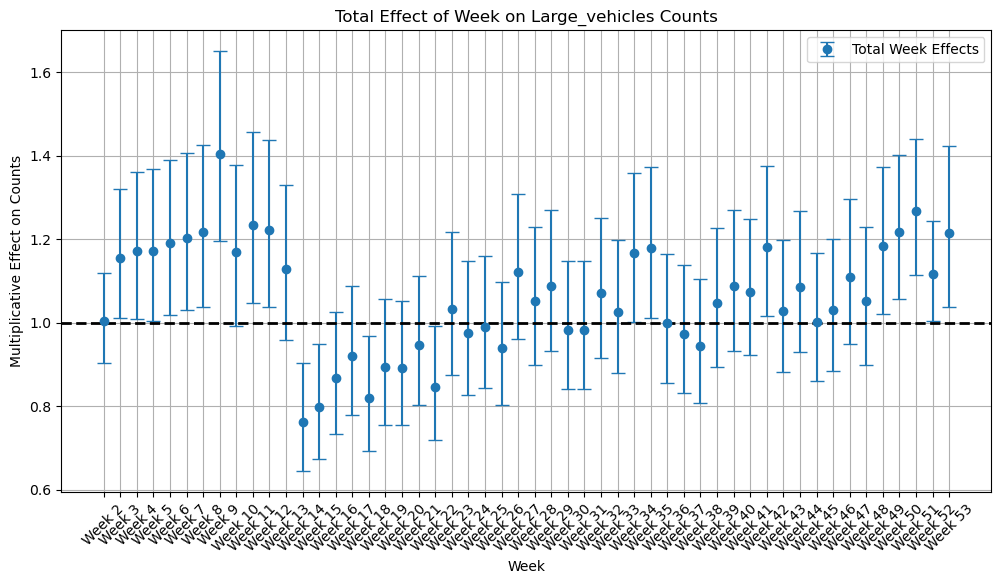 Total Effect of Week on Large_vehicles Counts
Total Week Effects
Multiplicative Effect on Counts
1.6
1.4
1.2
1.0
0.8
0.6
Week 2
Week 3
Week 4
Week 5
Week 6
Week 7
Week 8
Week 9
Week 10
Week 11
Week 12
Week 13
Week 14
Week 15
Week 16
Week 17
Week 18
Week 19
Week 20
Week 21
Week 22
Week 23
Week 24
Week 25
Week 26
Week 27
Week 28
Week 29
Week 30
Week 31
Week 32
Week 33
Week 34
Week 35
Week 36
Week 37
Week 38
Week 39
Week 40
Week 41
Week 42
Week 43
Week 44
Week 45
Week 46
Week 47
Week 48
Week 49
Week 50
Week 51
Week 52
Week 53
Week